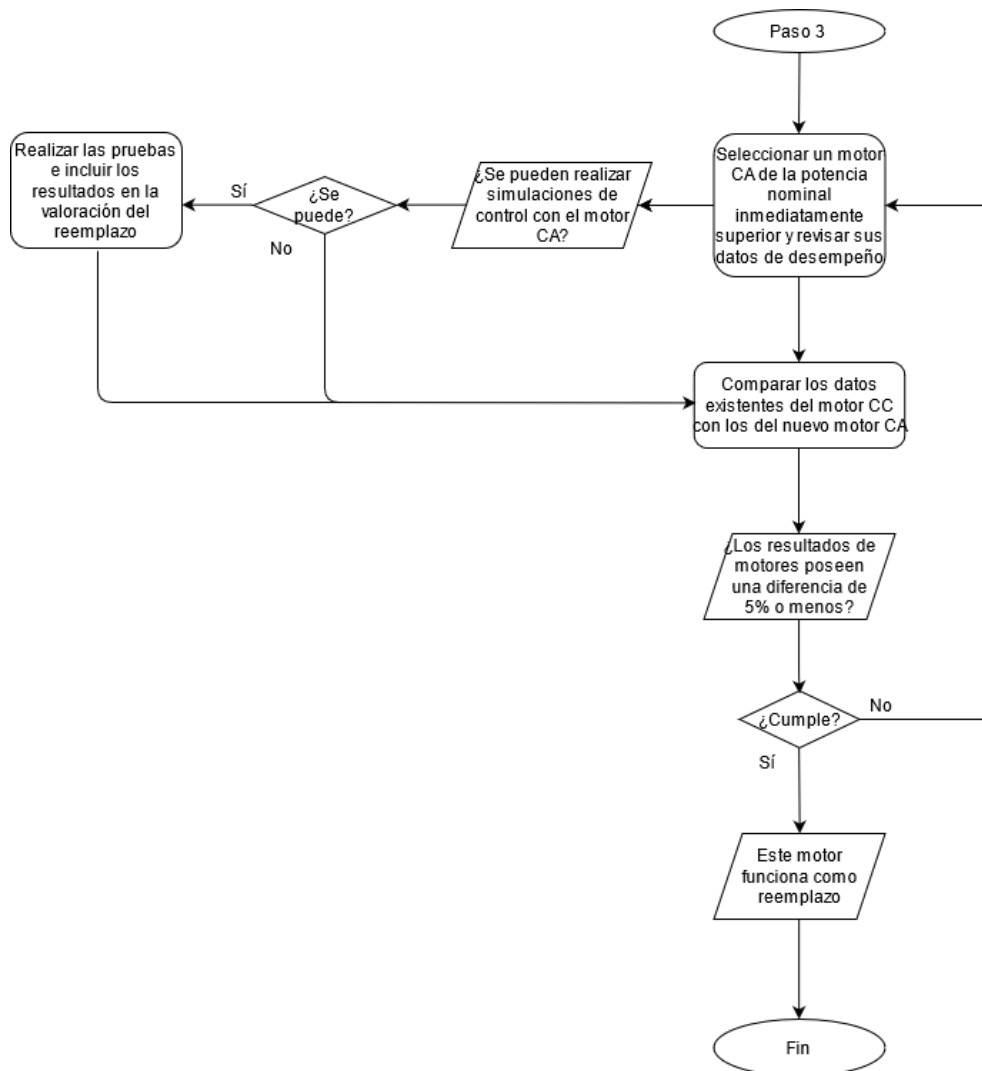 Paso 3
Seleccionar un motor
CA de la potencia
nominal
inmediatamente
superior y revisar sus
datos de desempeño
¿Se pueden realizar
simulaciones de
control con el motor
CA?
¿Se
puede?
Sí
No
Realizar las pruebas
e incluir los
resultados en la
valoración del
reemplazo
Comparar los datos
existentes del motor CC
con los del nuevo motor CA
¿Los resultados de
motores poseen
una diferencia de
5% o menos?
¿Cumple?
No
Sí
Este motor
funciona como
reemplazo
Fin